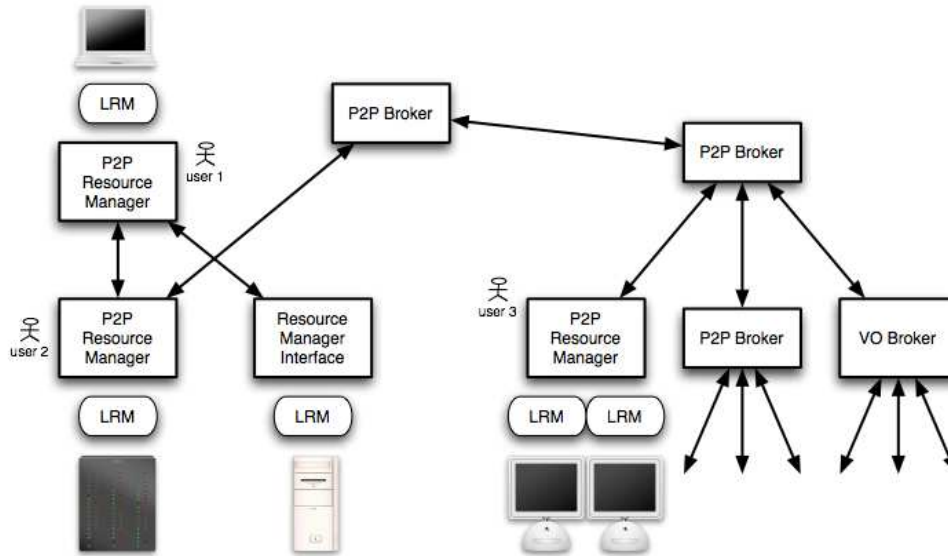 LRM
P2P Broker
P2P
Resource
Manager
user 1
P2P Broker
user 2
P2P
Resource
Manager
Resource
Manager
Interface
user 3
P2P
Resource
Manager
P2P Broker
VO Broker
LRM
LRM
LRM
LRM